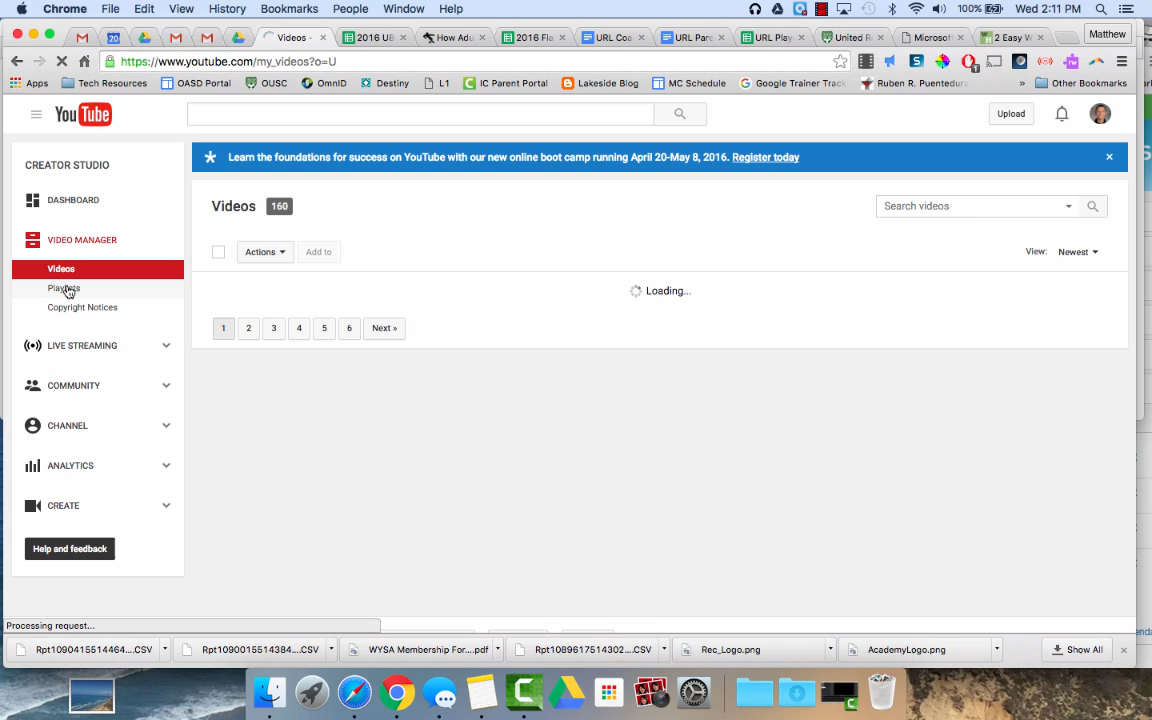 Chrome File Edit View History Bookmarks People Window Help 100% Wed 2:11 PM
20 Videos - 2016 UE How Adu 2016 Fla URL Coa URL Par URL Play United R Microsof 2 Easy W Matthew
https://www.youtube.com/my_videos?o=U
Apps Tech Resources OASD Portal OUSC OmniD Destiny L1 IC Parent Portal Lakeside Blog MC Schedule Google Trainer Track Ruben R. Puentedura » Other Bookmarks
YouTube Upload
CREATOR STUDIO
DASHBOARD
VIDEO MANAGER
Videos
Playlists
Copyright Notices
LIVE STREAMING
COMMUNITY
CHANNEL
ANALYTICS
CREATE
Help and feedback
Learn the foundations for success on YouTube with our new online boot camp running April 20-May 8, 2016. Register today
Videos 160 Search videos
Actions Add to View: Newest
Loading...
1 2 3 4 5 6 Next »
Processing request...
Rpt1090415514464....CSV Rpt1090015514384....CSV WYSA Membership For....pdf Rpt1089617514302....CSV Rec_Logo.png AcademyLogo.png Show All